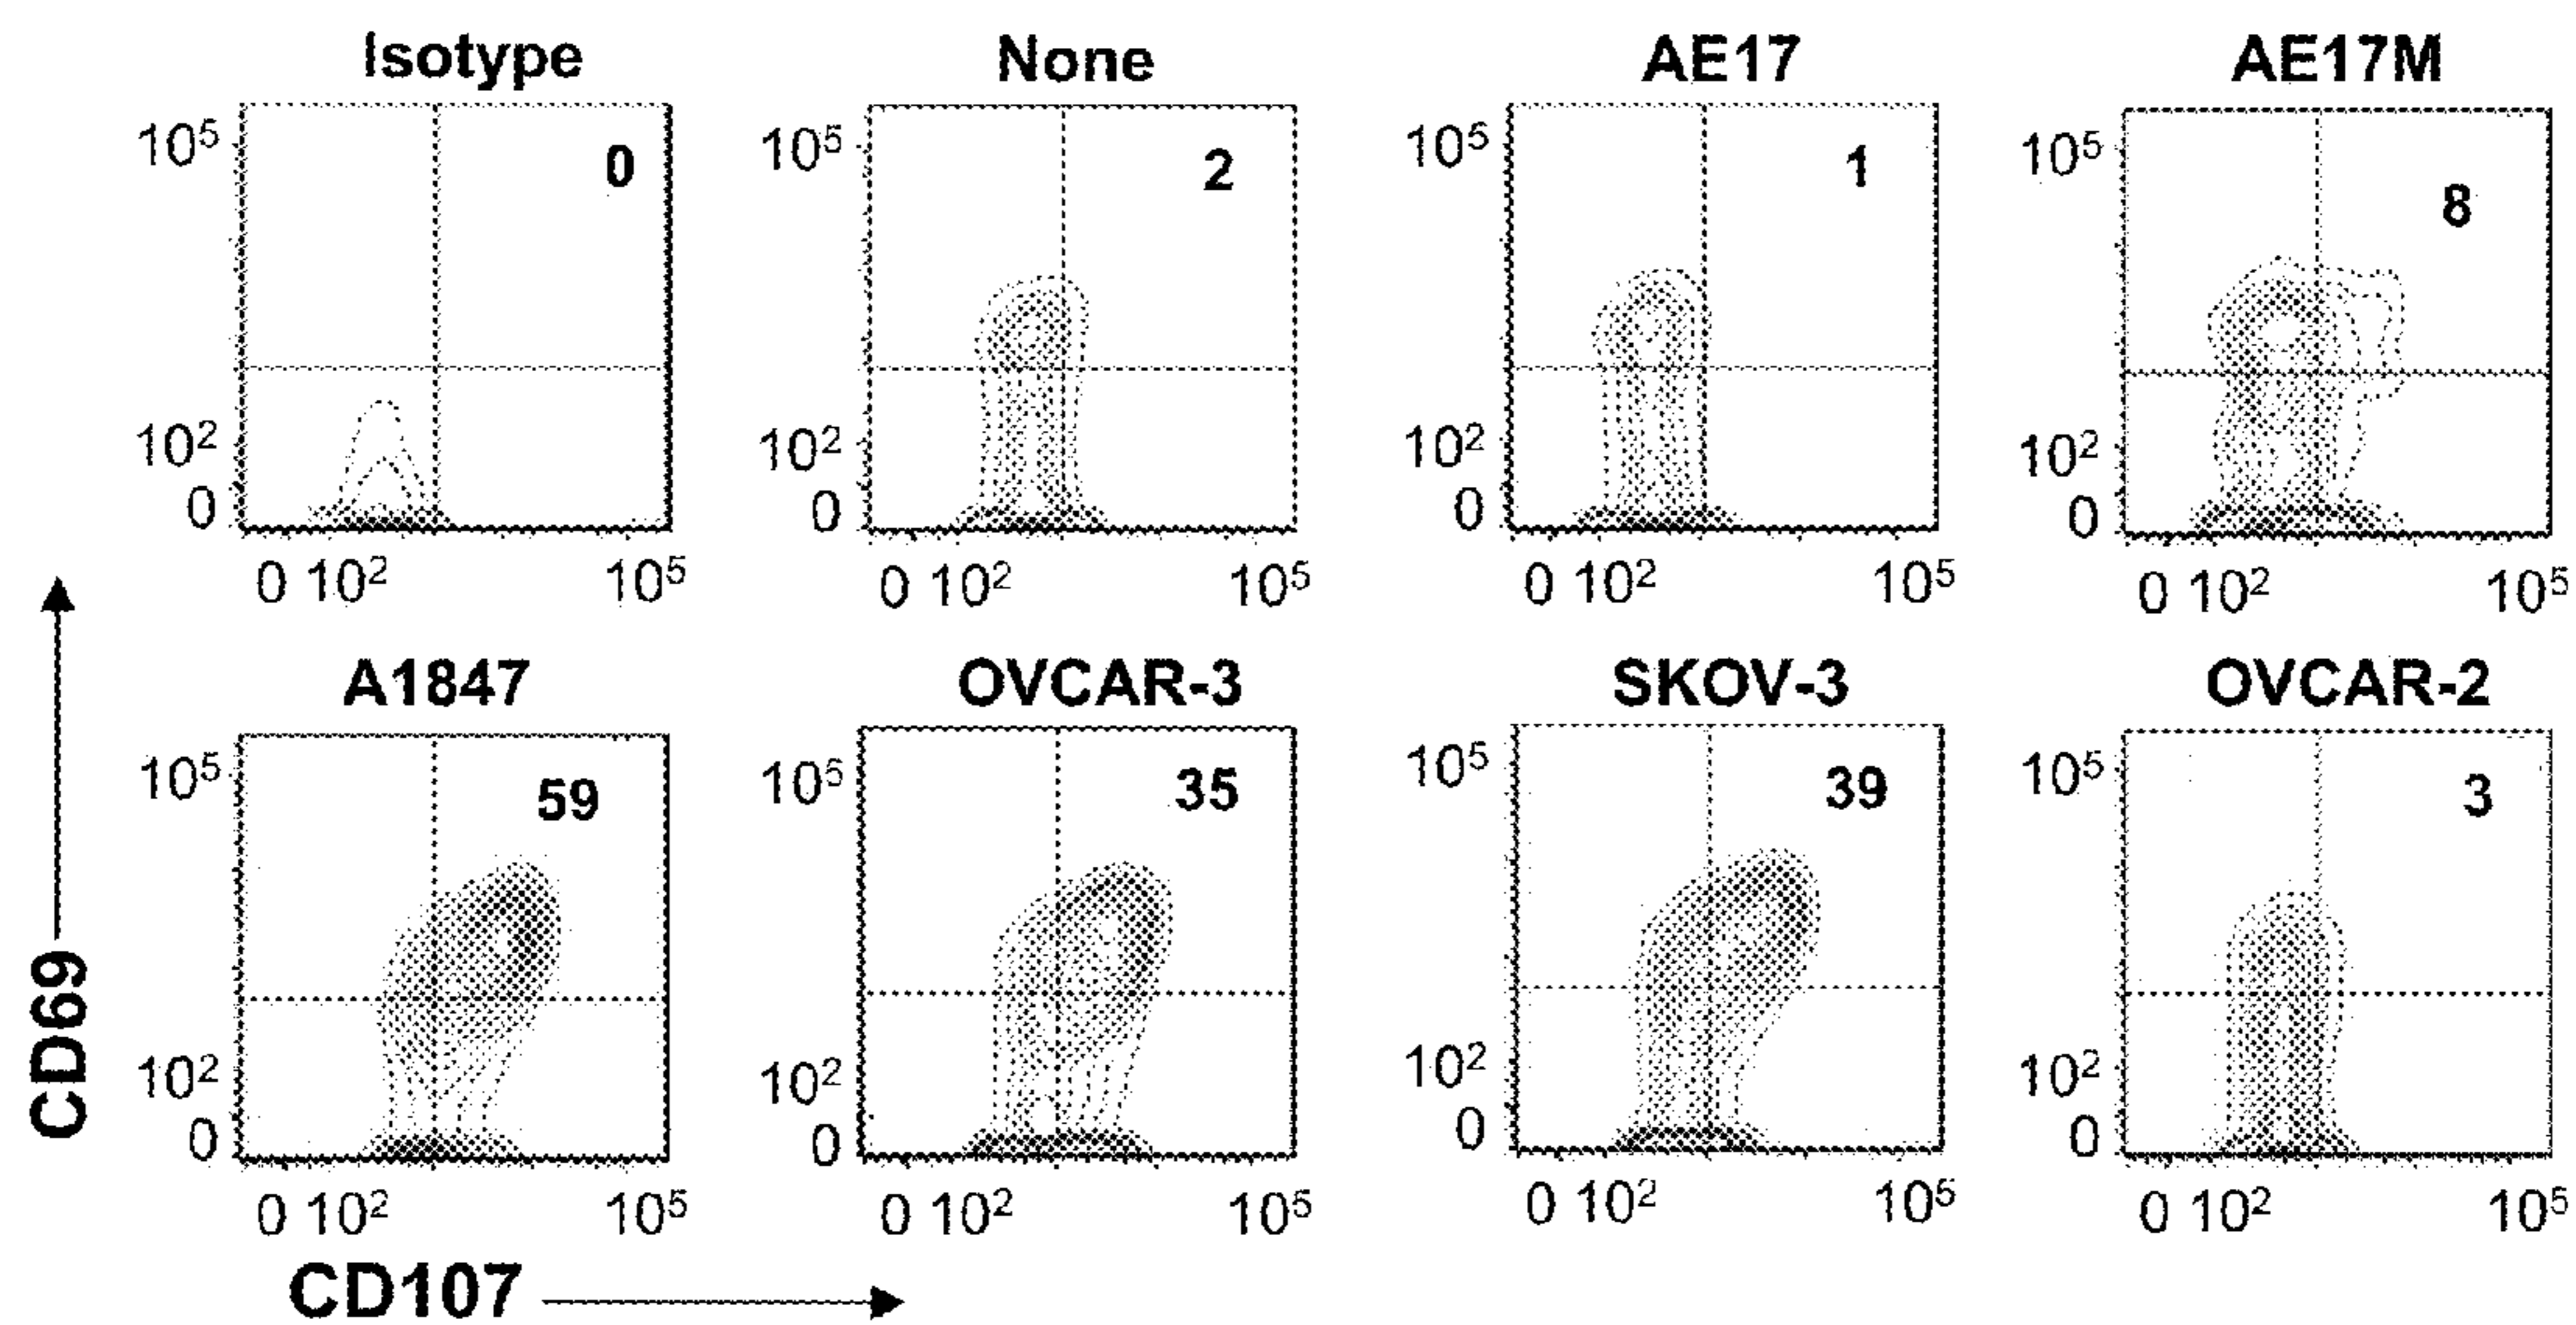 Isotype None AE17 AE17M
10⁵ 0 10⁵ 2 10⁵ 1 10⁵ 8
10² 10² 10² 10²
0 0 0 0
0 10² 10⁵ 0 10² 10⁵ 0 10² 10⁵ 0 10² 10⁵
A1847 OVCAR-3 SKOV-3 OVCAR-2
10⁵ 59 10⁵ 35 10⁵ 39 10⁵ 3
10² 10² 10² 10²
0 0 0 0
0 10² 10⁵ 0 10² 10⁵ 0 10² 10⁵ 0 10² 10⁵
CD69
CD107